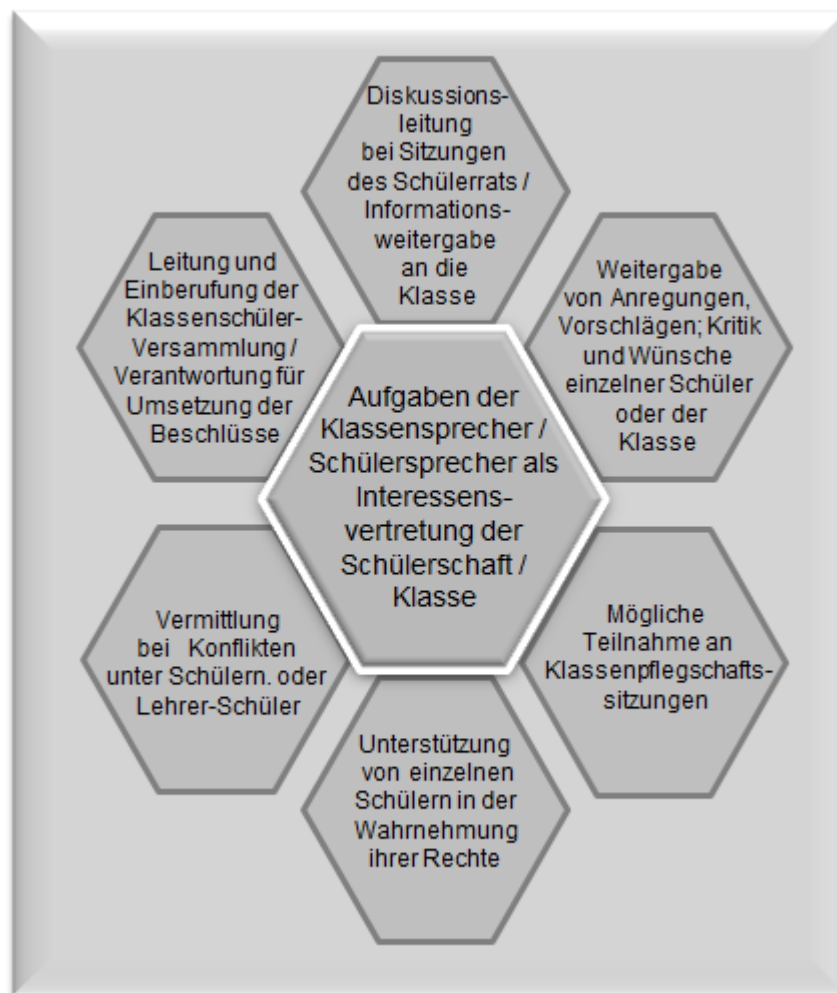 Diskussions-
leitung
bei Sitzungen
des Schülerrats /
Informations-
weitergabe
an die
Klasse
Leitung und
Einberufung der
Klassenschüler-
Versammlung /
Verantwortung für
Umsetzung der
Beschlüsse
Weitergabe
von Anregungen,
Vorschlägen; Kritik
und Wünsche
einzelner Schüler
oder der
Klasse
Aufgaben der
Klassensprecher /
Schülersprecher als
Interessens-
vertretung der
Schülerschaft /
Klasse
Vermittlung
bei Konflikten
unter Schülern. oder
Lehrer-Schüler
Mögliche
Teilnahme an
Klassenpflegschafts-
sitzungen
Unterstützung
von einzelnen
Schülern in der
Wahrnehmung
ihrer Rechte